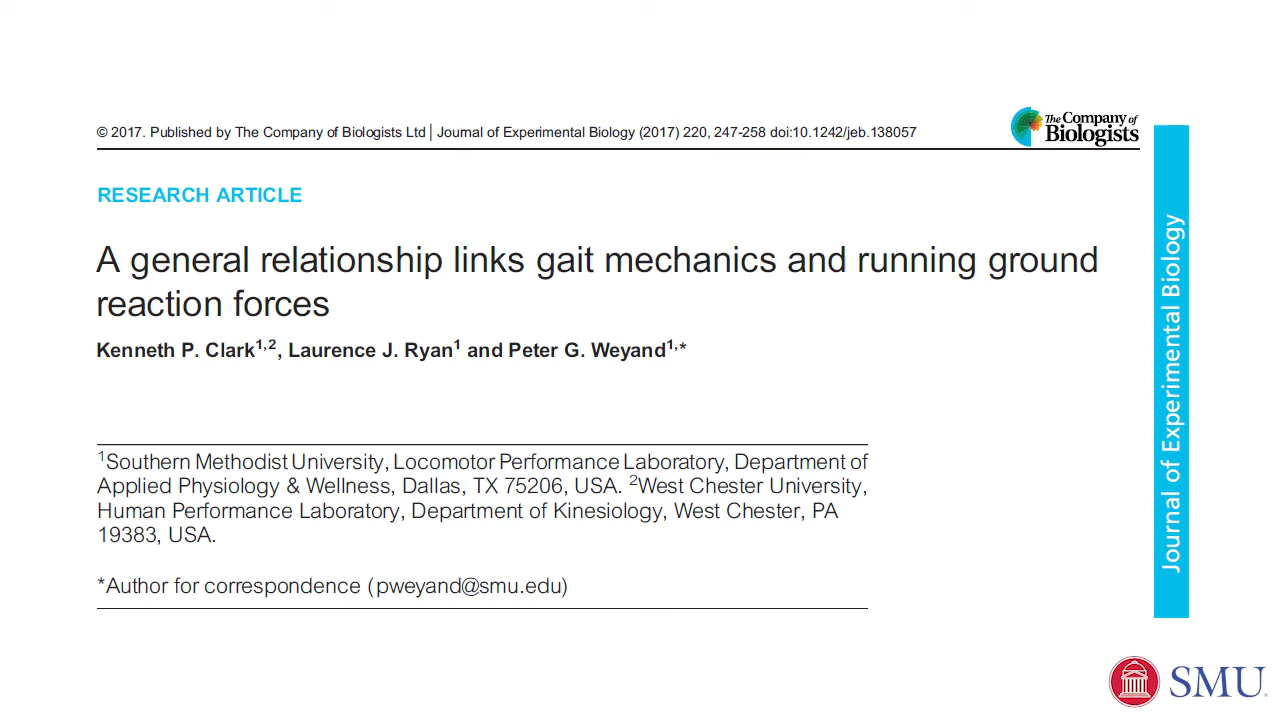 © 2017. Published by The Company of Biologists Ltd | Journal of Experimental Biology (2017) 220, 247-258 doi:10.1242/jeb.138057
The Company of
Biologists
RESEARCH ARTICLE
A general relationship links gait mechanics and running ground
reaction forces
Kenneth P. Clark1,2, Laurence J. Ryan1 and Peter G. Weyand1,*
1Southern Methodist University, Locomotor Performance Laboratory, Department of
Applied Physiology & Wellness, Dallas, TX 75206, USA. 2West Chester University,
Human Performance Laboratory, Department of Kinesiology, West Chester, PA
19383, USA.
*Author for correspondence (pweyand@smu.edu)
Journal of Experimental Biology
SMU®